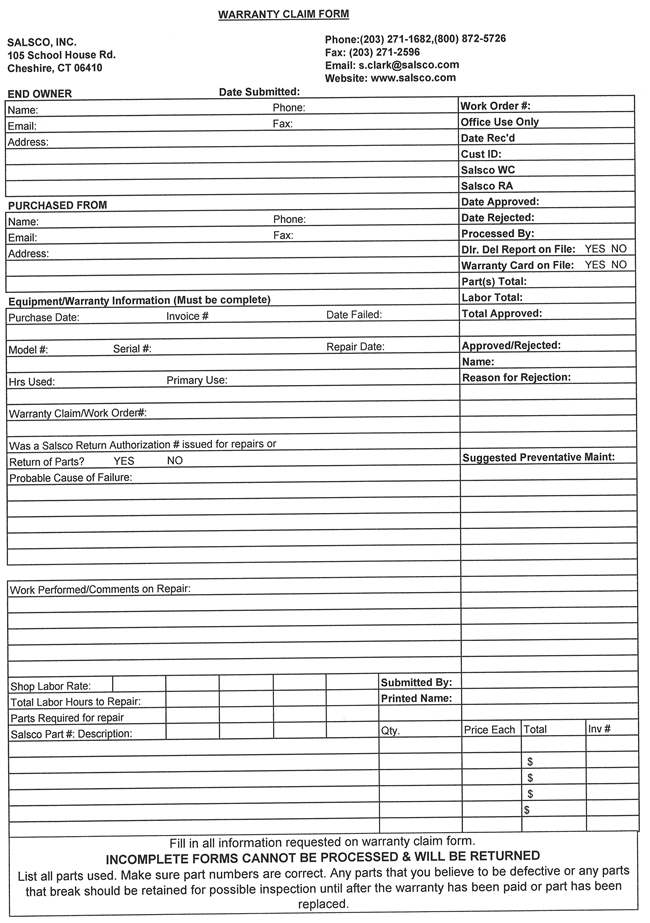 WARRANTY CLAIM FORM
SALSCO, INC.
105 School House Rd.
Cheshire, CT 06410
Phone:(203) 271-1682,(800) 872-5726
Fax: (203) 271-2596
Email: s.clark@salsco.com
Website: www.salsco.com
END OWNER Date Submitted:
Name: Phone:
Email: Fax:
Address:
PURCHASED FROM
Name: Phone:
Email: Fax:
Address:
Equipment/Warranty Information (Must be complete)
Purchase Date: Invoice # Date Failed:
Model #: Serial #: Repair Date:
Hrs Used: Primary Use:
Warranty Claim/Work Order#:
Was a Salsco Return Authorization # issued for repairs or
Return of Parts? YES NO
Probable Cause of Failure:
Work Order #:
Office Use Only
Date Rec'd
Cust ID:
Salsco WC
Salsco RA
Date Approved:
Date Rejected:
Processed By:
Dlr. Del Report on File: YES NO
Warranty Card on File: YES NO
Part(s) Total:
Labor Total:
Total Approved:
Approved/Rejected:
Name:
Reason for Rejection:
Suggested Preventative Maint:
Work Performed/Comments on Repair:
Shop Labor Rate: Submitted By:
Total Labor Hours to Repair: Printed Name:
Parts Required for repair
Salsco Part #: Description: Qty. Price Each Total Inv #
$
$
$
$
Fill in all information requested on warranty claim form.
INCOMPLETE FORMS CANNOT BE PROCESSED & WILL BE RETURNED
List all parts used. Make sure part numbers are correct. Any parts that you believe to be defective or any parts
that break should be retained for possible inspection until after the warranty has been paid or part has been
replaced.